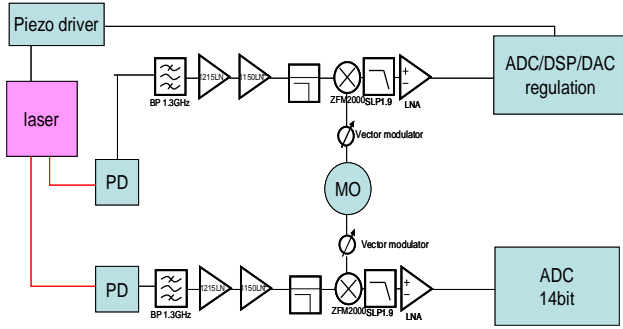 Piezo driver
laser
PD
BP 1.3GHz
1215LN
1150LN
ZFM2000
SLP1.9
+
−
LNA
ADC/DSP/DAC
regulation
Vector modulator
MO
Vector modulator
PD
BP 1.3GHz
1215LN
1150LN
ZFM2000
SLP1.9
+
−
LNA
ADC
14bit